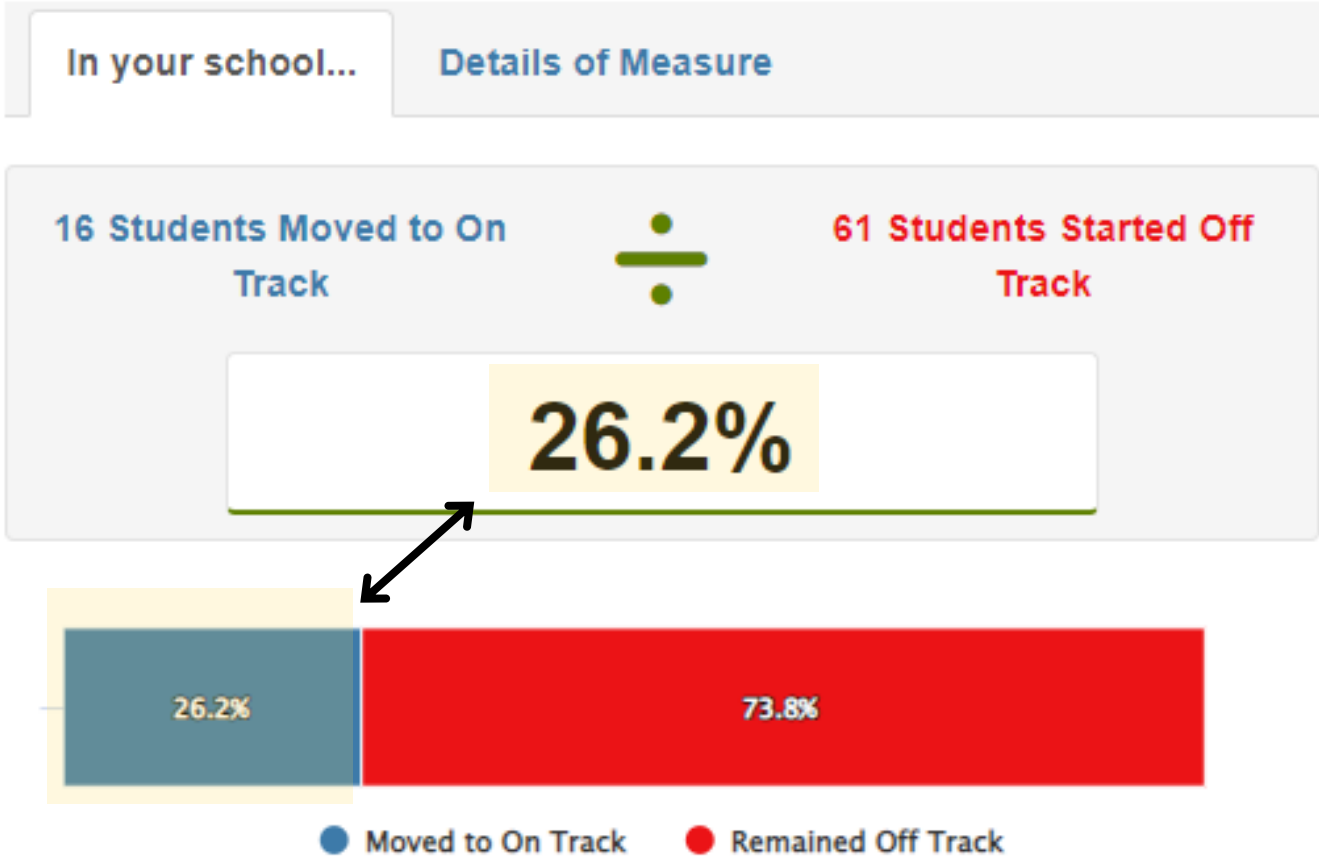 In your school...
Details of Measure
16 Students Moved to On
Track
÷
61 Students Started Off
Track
26.2%
26.2%
73.8%
Moved to On Track
Remained Off Track